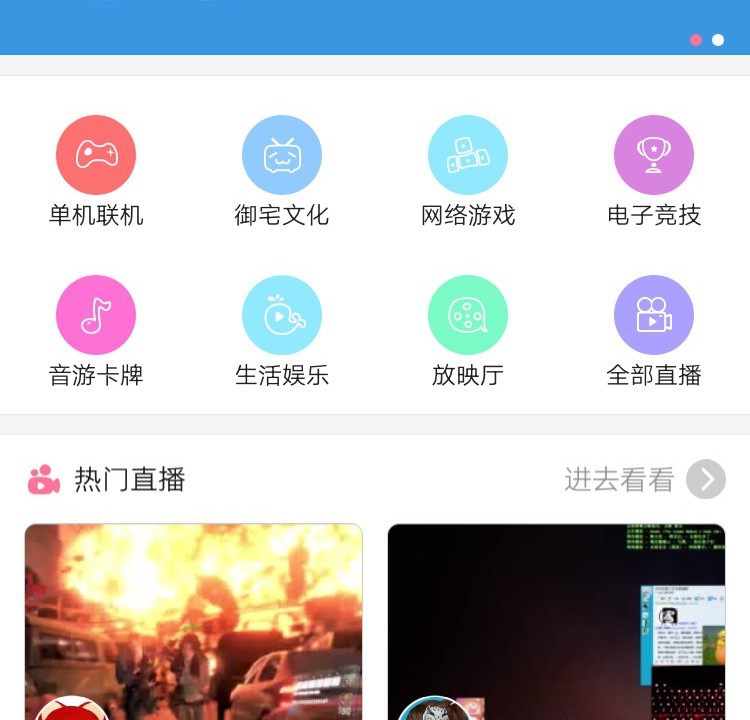 单机联机
御宅文化
网络游戏
电子竞技
音游卡牌
生活娱乐
放映厅
全部直播
热门直播
进去看看